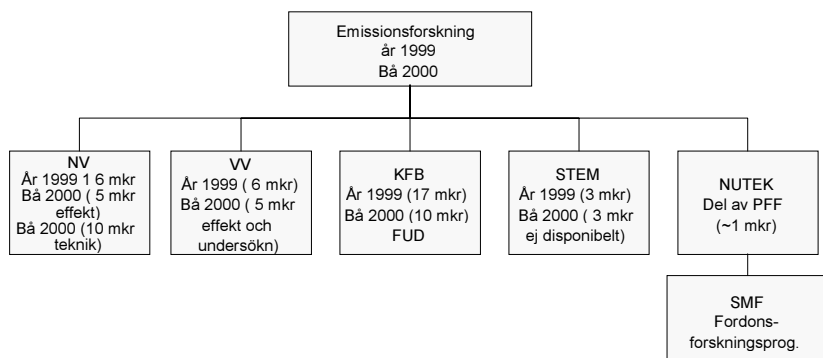 Emissionsforskning
år 1999
Bå 2000
NV
År 1999 1 6 mkr
Bå 2000 ( 5 mkr
effekt)
Bå 2000 (10 mkr
teknik)
VV
År 1999 ( 6 mkr)
Bå 2000 ( 5 mkr
effekt och
undersökn)
KFB
År 1999 (17 mkr)
Bå 2000 (10 mkr)
FUD
STEM
År 1999 (3 mkr)
Bå 2000 ( 3 mkr
ej disponibelt)
NUTEK
Del av PFF
(~1 mkr)
SMF
Fordons-
forskningsprog.